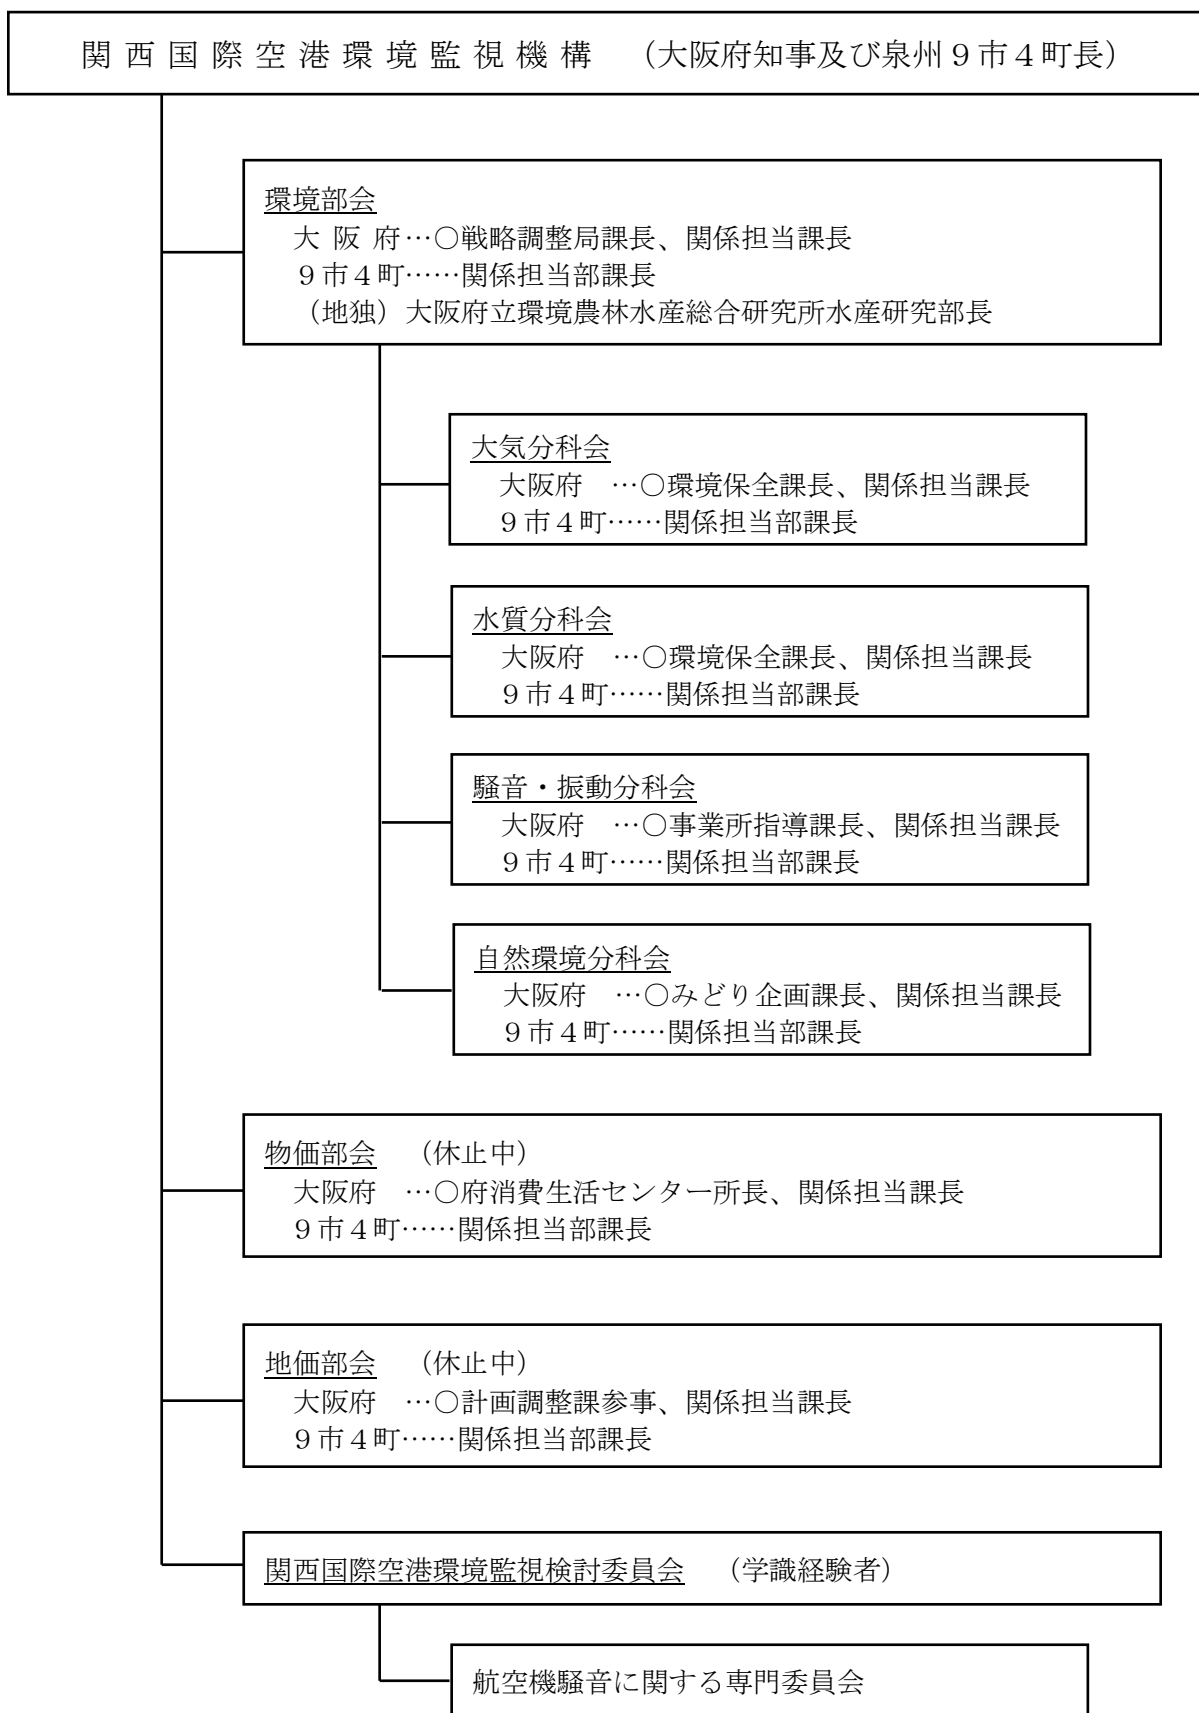 関西国際空港環境監視機構　（大阪府知事及び泉州９市４町長）
環境部会
大阪府…○戦略調整局課長、関係担当課長
９市４町……関係担当部課長
（地独）大阪府立環境農林水産総合研究所水産研究部長
大気分科会
大阪府　…○環境保全課長、関係担当課長
９市４町……関係担当部課長
水質分科会
大阪府　…○環境保全課長、関係担当課長
９市４町……関係担当部課長
騒音・振動分科会
大阪府　…○事業所指導課長、関係担当課長
９市４町……関係担当部課長
自然環境分科会
大阪府　…○みどり企画課長、関係担当課長
９市４町……関係担当部課長
物価部会　（休止中）
大阪府　…○府消費生活センター所長、関係担当課長
９市４町……関係担当部課長
地価部会　（休止中）
大阪府　…○計画調整課参事、関係担当課長
９市４町……関係担当部課長
関西国際空港環境監視検討委員会　（学識経験者）
航空機騒音に関する専門委員会